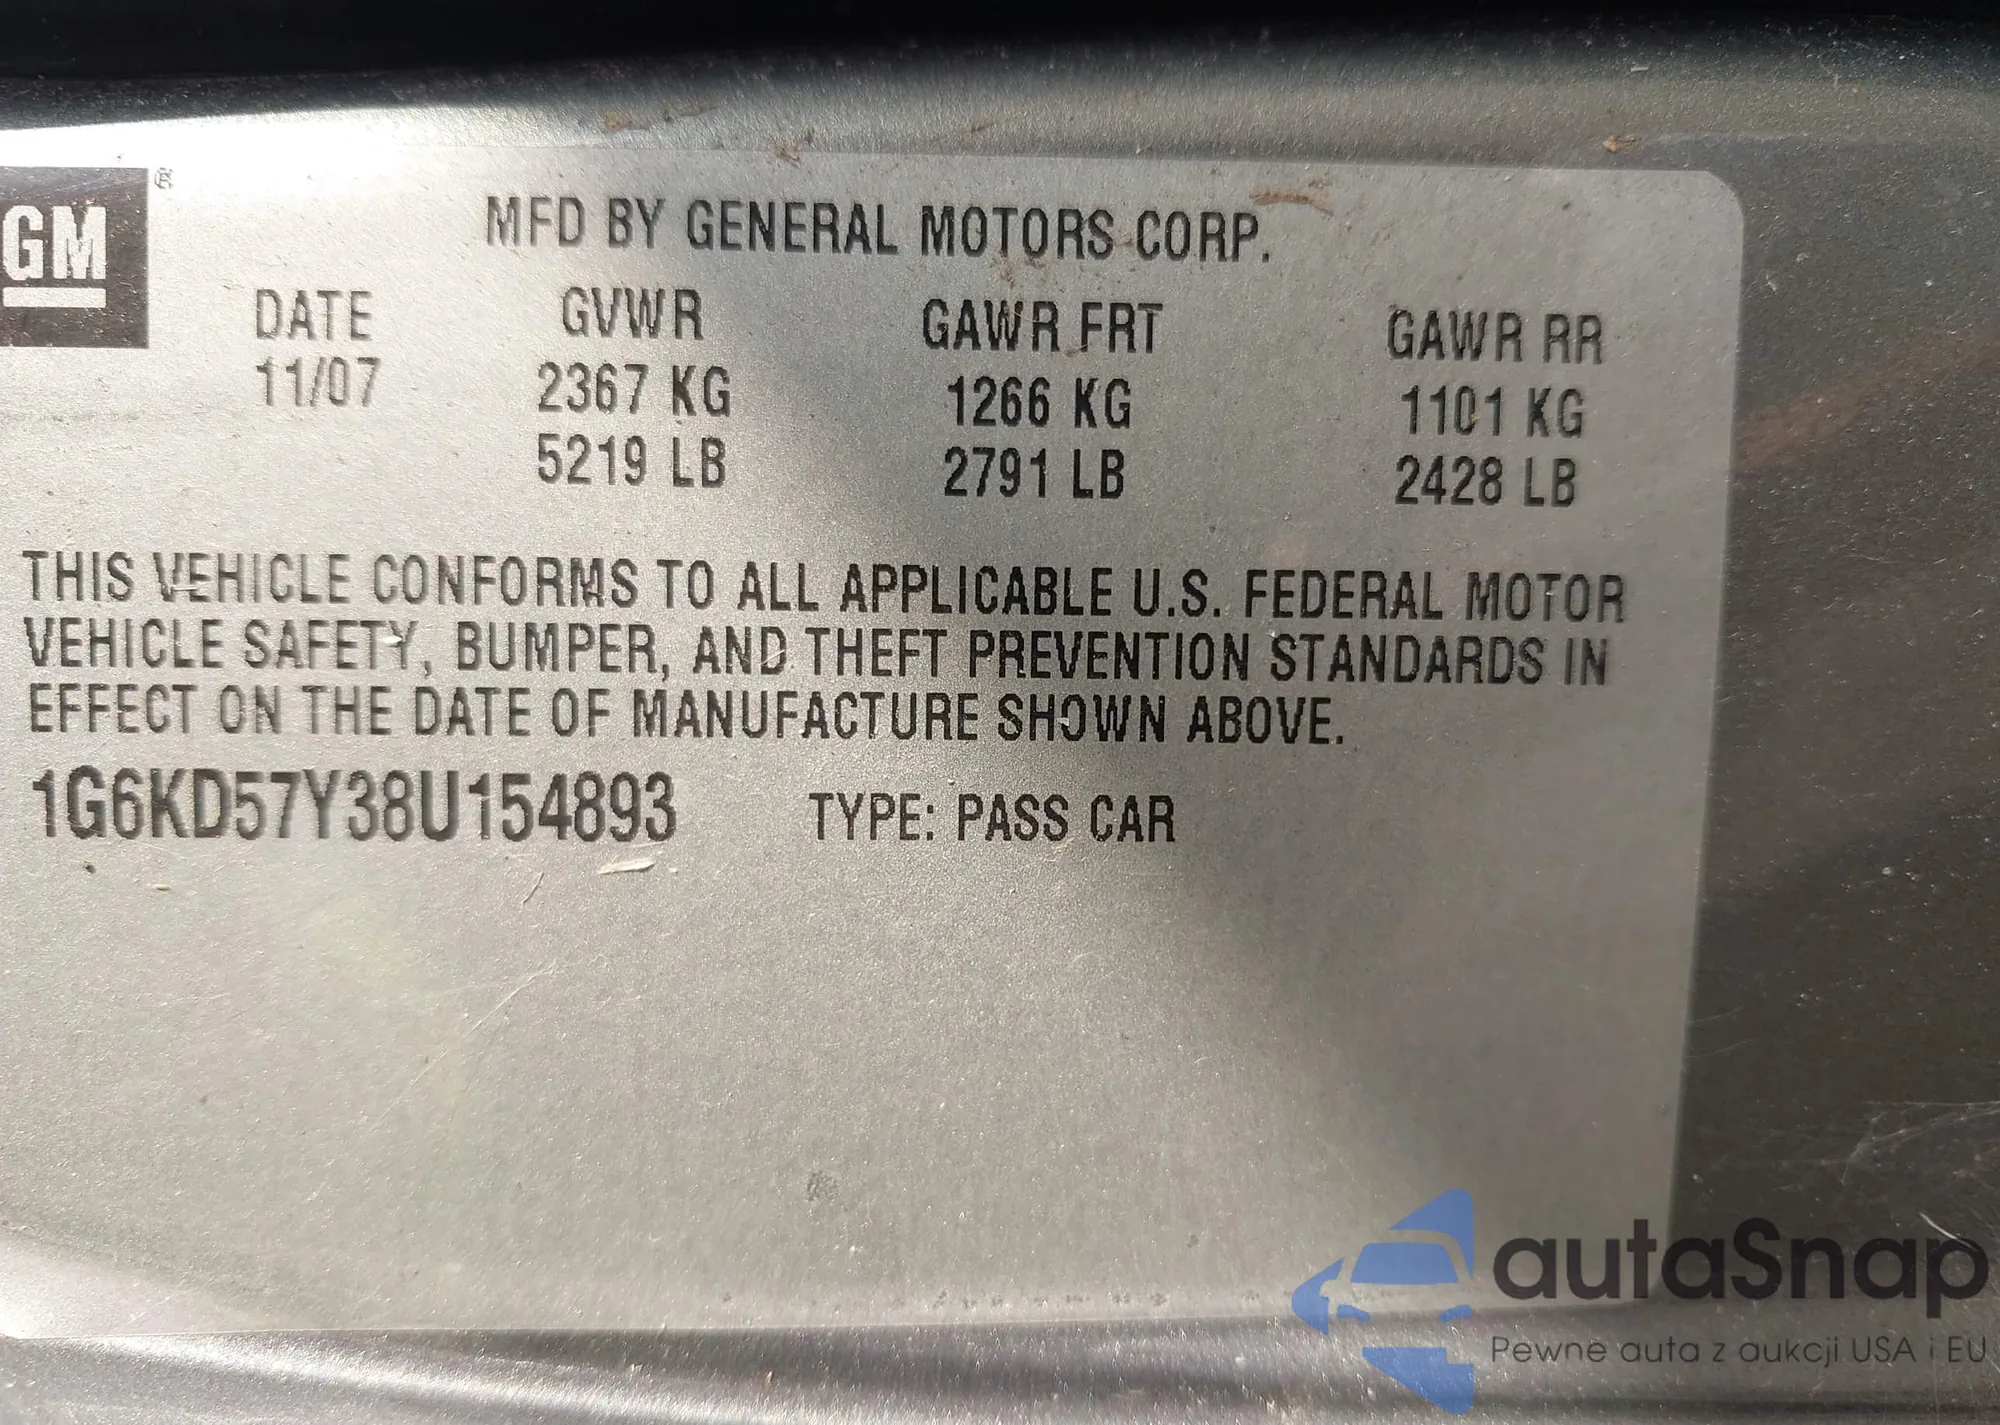 GM ®
MFD BY GENERAL MOTORS CORP.
DATE GVWR GAWR FRT GAWR RR
11/07 2367 KG 1266 KG 1101 KG
5219 LB 2791 LB 2428 LB
THIS VEHICLE CONFORMS TO ALL APPLICABLE U.S. FEDERAL MOTOR
VEHICLE SAFETY, BUMPER, AND THEFT PREVENTION STANDARDS IN
EFFECT ON THE DATE OF MANUFACTURE SHOWN ABOVE.
1G6KD57Y38U154893 TYPE: PASS CAR
autaSnap
Pewne auta z aukcji USA i EU